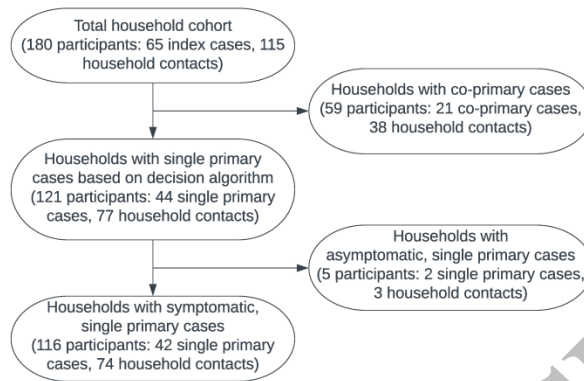 Total household cohort
(180 participants: 65 index cases, 115
household contacts)
Households with co-primary cases
(59 participants: 21 co-primary cases,
38 household contacts)
Households with single primary
cases based on decision algorithm
(121 participants: 44 single primary
cases, 77 household contacts)
Households with
asymptomatic, single primary cases
(5 participants: 2 single primary cases,
3 household contacts)
Households with symptomatic,
single primary cases
(116 participants: 42 single primary
cases, 74 household contacts)